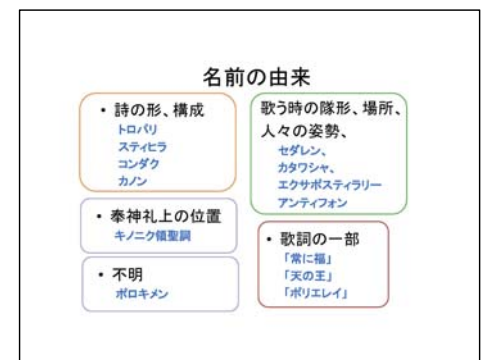 名前の由来
・ 詩の形、構成
トロパリ
スティヒラ
コンダク
カノン
・ 奉神礼上の位置
キノニク領聖詞
・ 不明
ポロキメン
歌う時の隊形、場所、
人々の姿勢、
セダレン、
カタワシャ、
エクサポスティラリー
アンティフォン
・ 歌詞の一部
「常に福」
「天の王」
「ポリエレイ」